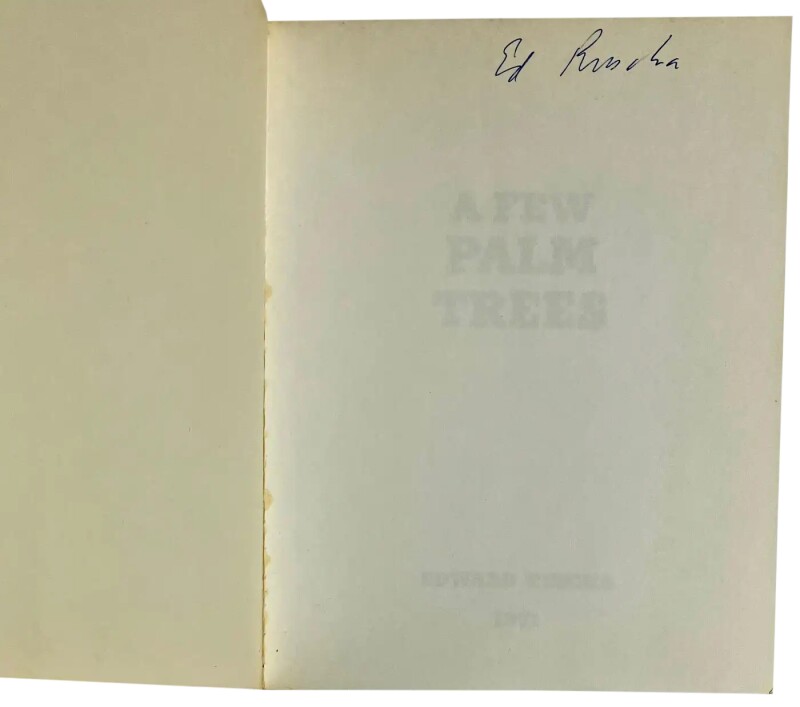 Ed Ruscha
A FEW
PALM
TREES
EDWARD RUSCHA
1971